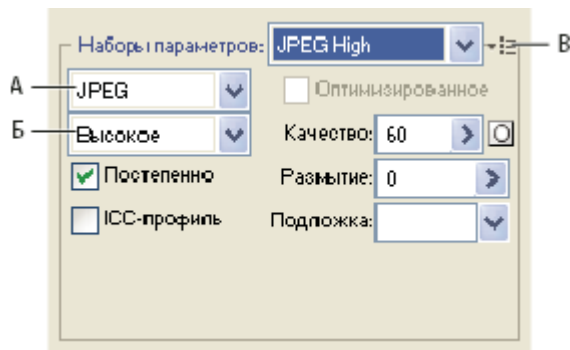 Наборы параметров: JPEG High В
А JPEG Оптимизированное
Б Высокое Качество: 60
Постепенно Размытие: 0
ICC-профиль Подложка: